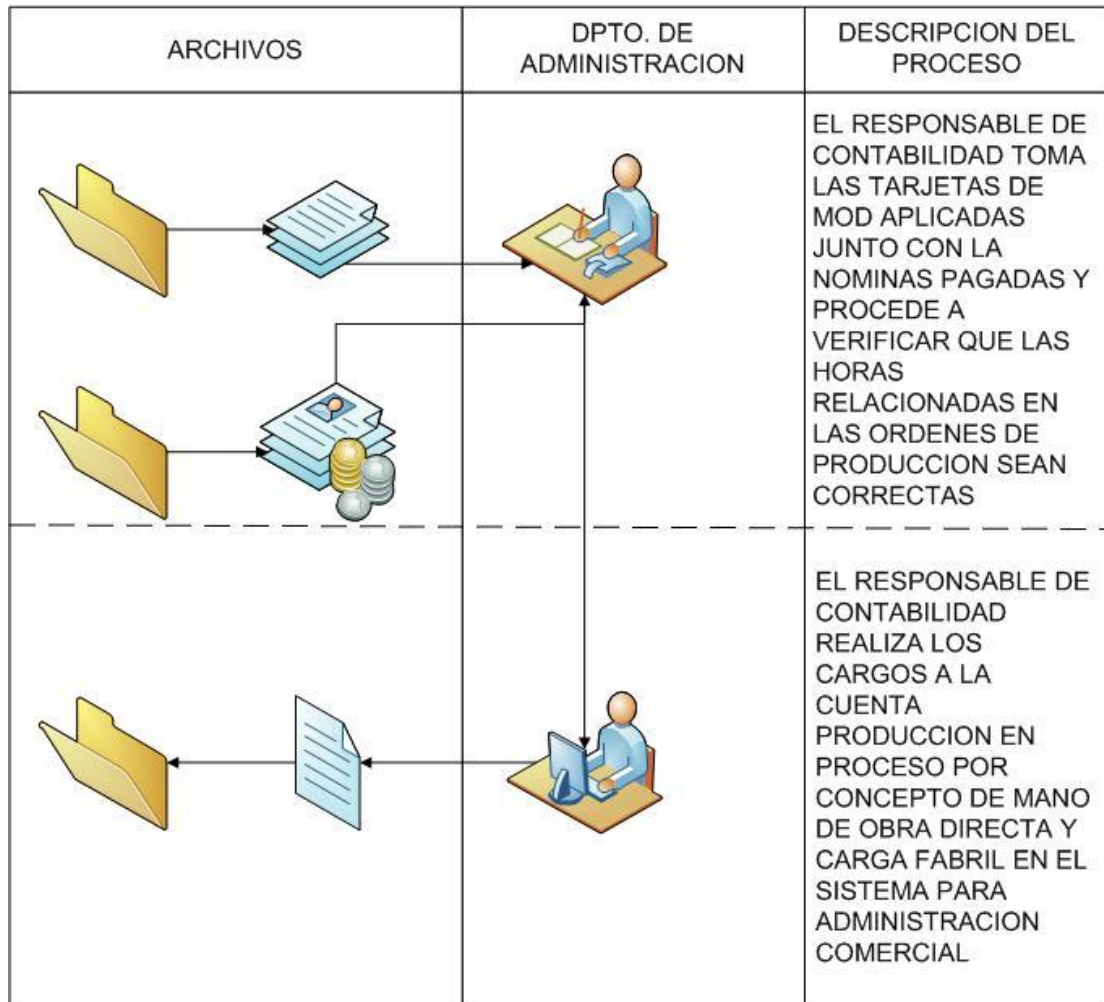 ARCHIVOS
DPTO. DE
ADMINISTRACION
DESCRIPCION DEL
PROCESO
EL RESPONSABLE DE
CONTABILIDAD TOMA
LAS TARJETAS DE
MOD APLICADAS
JUNTO CON LA
NOMINAS PAGADAS Y
PROCEDE A
VERIFICAR QUE LAS
HORAS
RELACIONADAS EN
LAS ORDENES DE
PRODUCCION SEAN
CORRECTAS
EL RESPONSABLE DE
CONTABILIDAD
REALIZA LOS
CARGOS A LA
CUENTA
PRODUCCION EN
PROCESO POR
CONCEPTO DE MANO
DE OBRA DIRECTA Y
CARGA FABRIL EN EL
SISTEMA PARA
ADMINISTRACION
COMERCIAL